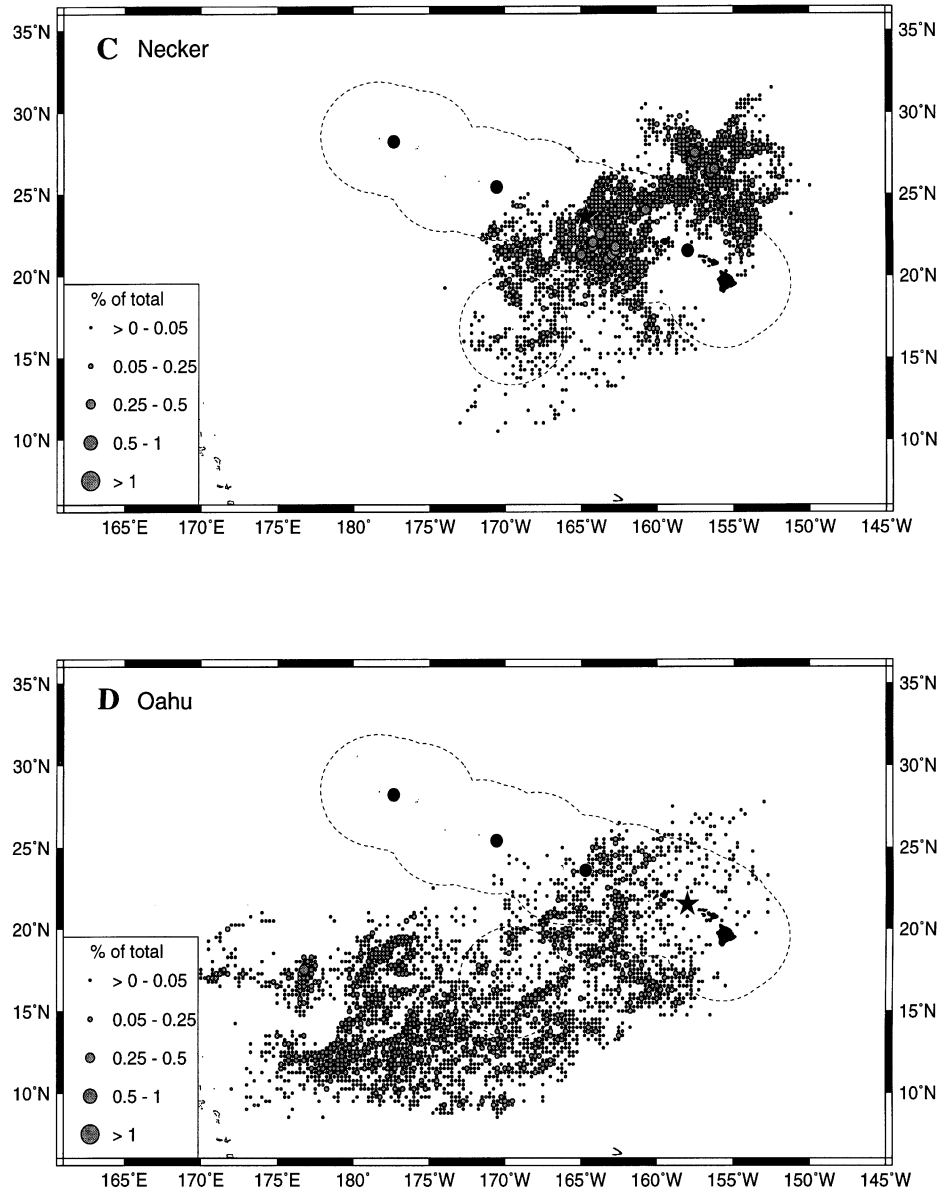 C Necker
35˚N 35˚N
30˚N 30˚N
25˚N 25˚N
20˚N 20˚N
15˚N 15˚N
10˚N 10˚N
% of total
> 0 - 0.05
0.05 - 0.25
0.25 - 0.5
0.5 - 1
> 1
165˚E 170˚E 175˚E 180˚ 175˚W 170˚W 165˚W 160˚W 155˚W 150˚W 145˚W
D Oahu
35˚N 35˚N
30˚N 30˚N
25˚N 25˚N
20˚N 20˚N
15˚N 15˚N
10˚N 10˚N
% of total
> 0 - 0.05
0.05 - 0.25
0.25 - 0.5
0.5 - 1
> 1
165˚E 170˚E 175˚E 180˚ 175˚W 170˚W 165˚W 160˚W 155˚W 150˚W 145˚W